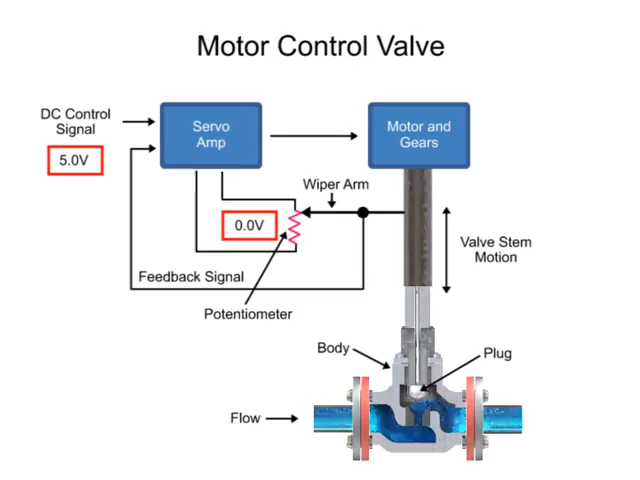 Motor Control Valve
DC Control
Signal
5.0V
Servo
Amp
Motor and
Gears
Wiper Arm
0.0V
Valve Stem
Motion
Feedback Signal
Potentiometer
Body
Plug
Flow